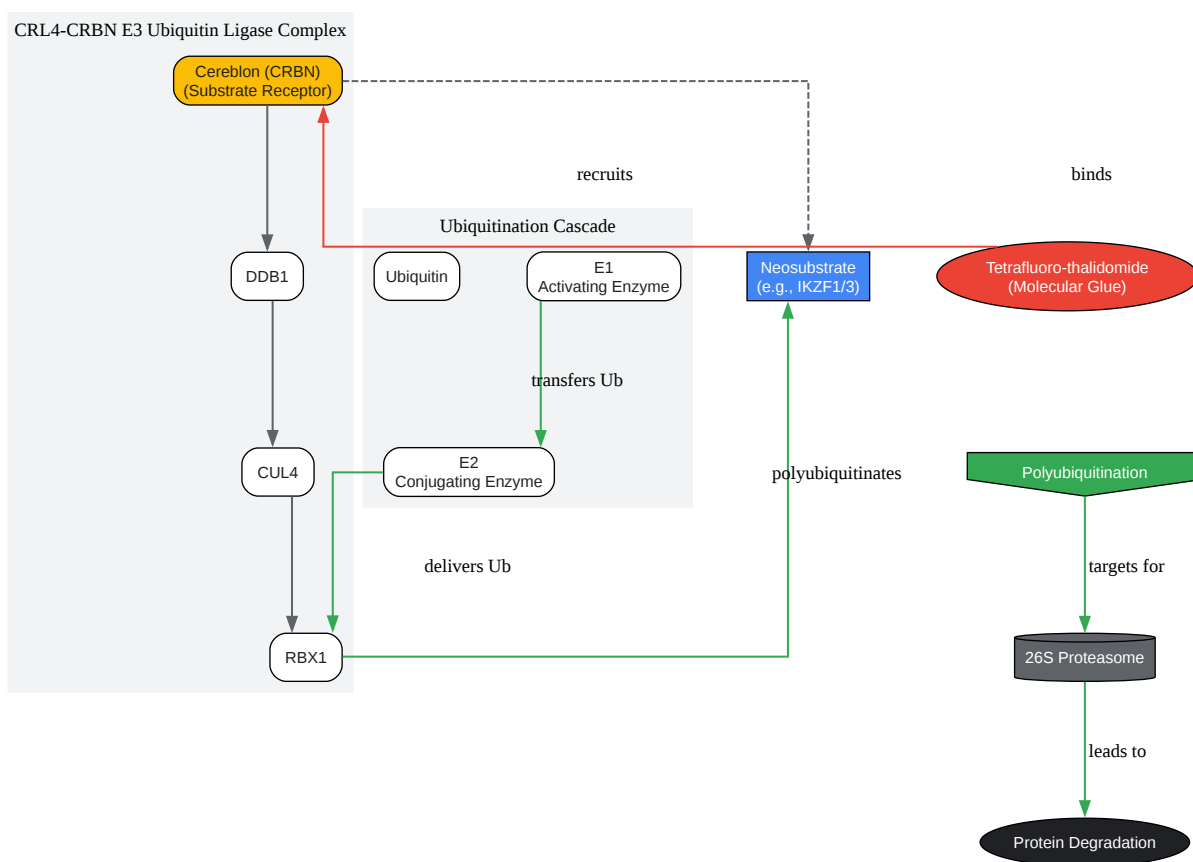 CRL4-CRBN E3 Ubiquitin Ligase Complex
Cereblon (CRBN)
(Substrate Receptor)
recruits
binds
Ubiquitination Cascade
DDB1
Ubiquitin
E1
Activating Enzyme
Neosubstrate
(e.g., IKZF1/3)
Tetrafluoro-thalidomide
(Molecular Glue)
transfers Ub
CUL4
E2
Conjugating Enzyme
polyubiquitinates
Polyubiquitination
delivers Ub
targets for
RBX1
26S Proteasome
leads to
Protein Degradation